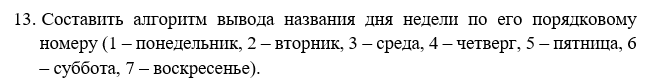 13. Составить алгоритм вывода названия дня недели по его порядковому
номеру (1 – понедельник, 2 – вторник, 3 – среда, 4 – четверг, 5 – пятница, 6
– суббота, 7 – воскресенье).